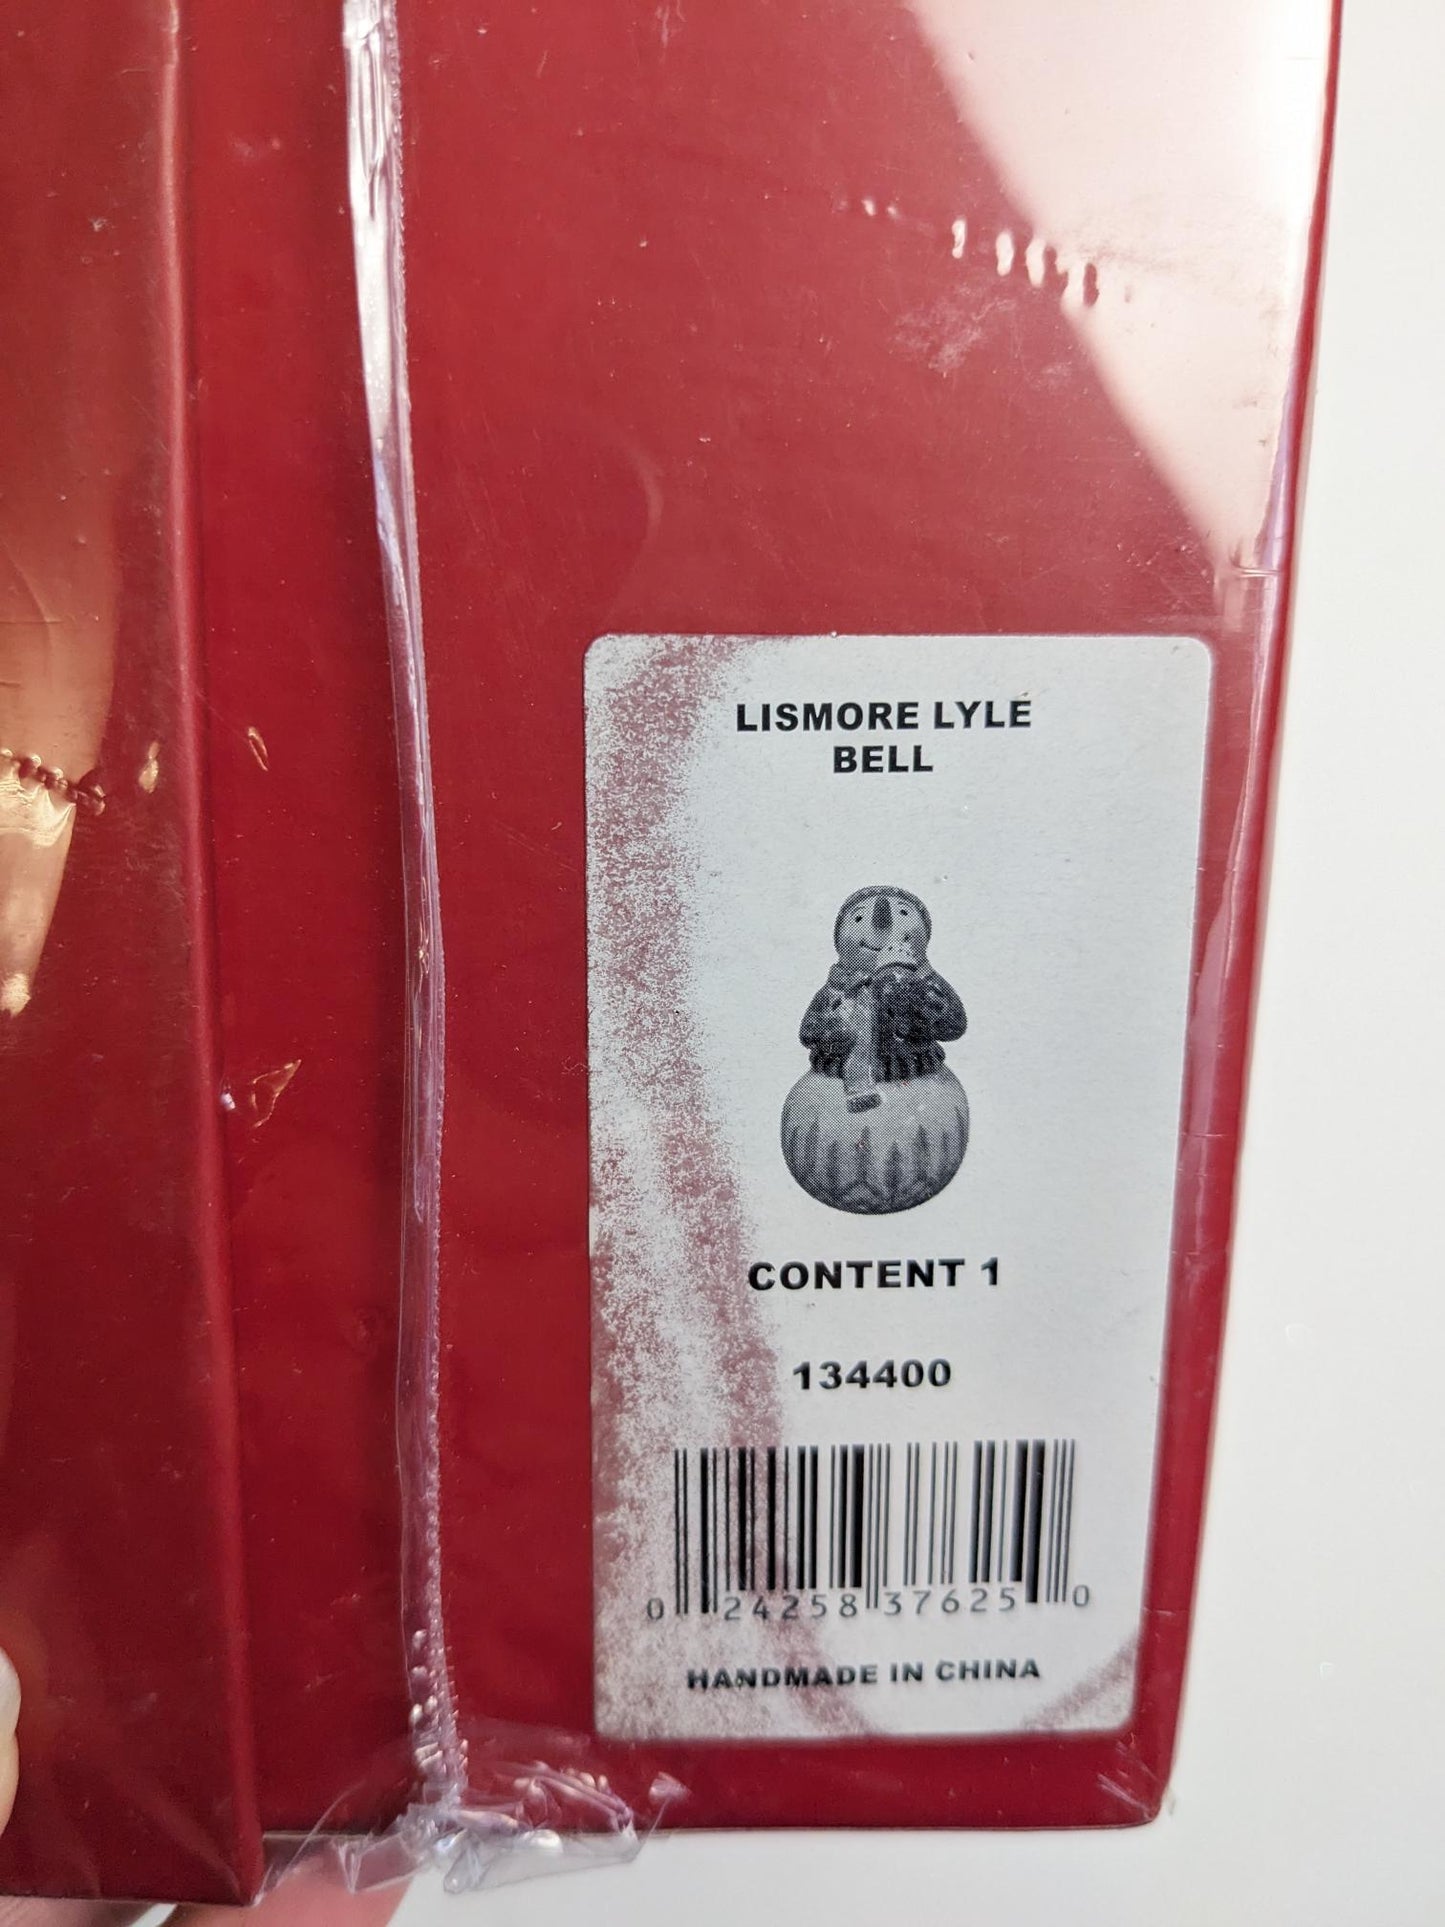 LISMORE LYLE
BELL
CONTENT 1
134400
0 24258 37625 0
HANDMADE IN CHINA